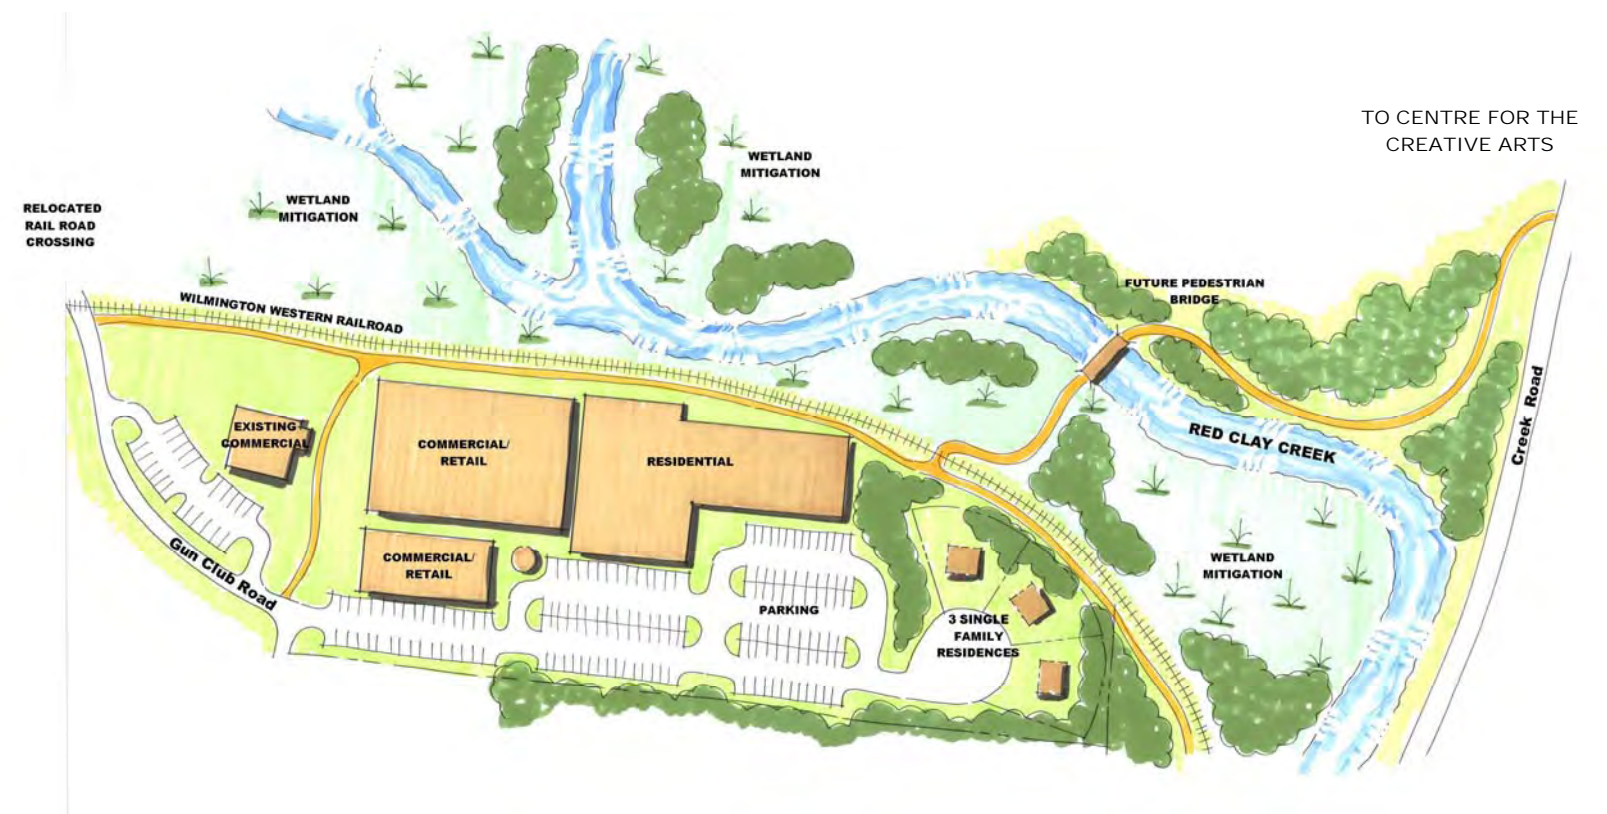 TO CENTRE FOR THE
CREATIVE ARTS
WETLAND
MITIGATION
WETLAND
MITIGATION
RELOCATED
RAIL ROAD
CROSSING
FUTURE PEDESTRIAN
BRIDGE
WILMINGTON WESTERN RAILROAD
Creek Road
EXISTING
COMMERCIAL
COMMERCIAL/
RETAIL
RESIDENTIAL
RED CLAY CREEK
Gun Club Road
COMMERCIAL/
RETAIL
WETLAND
MITIGATION
PARKING
3 SINGLE
FAMILY
RESIDENCES